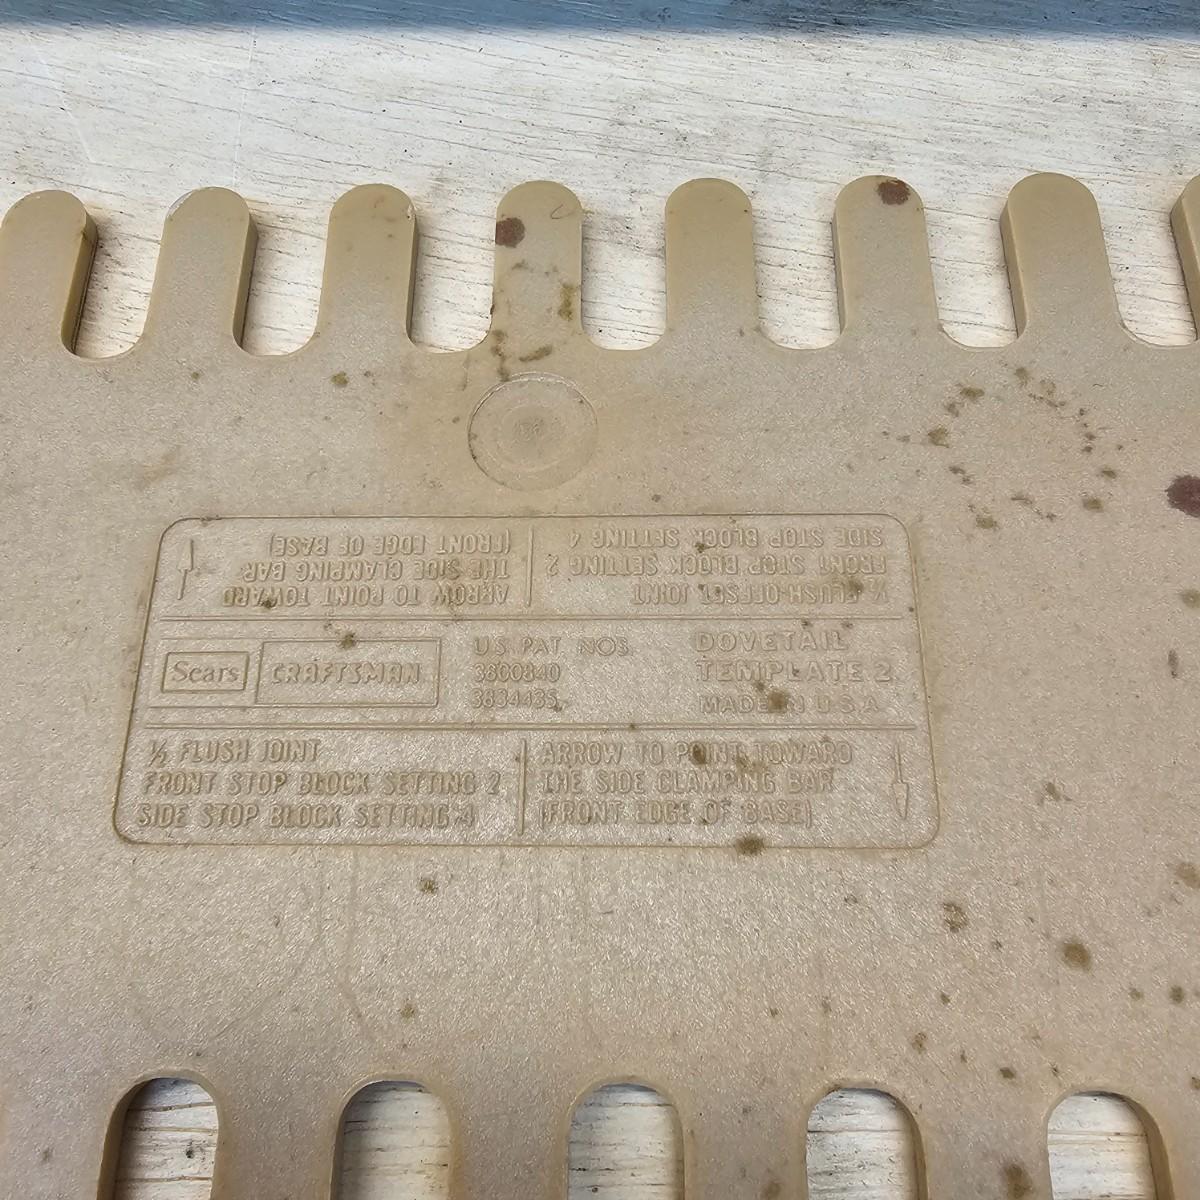 ½ FLUSH-OFFSET JOINT
FRONT STOP BLOCK SETTING 2
SIDE STOP BLOCK SETTING 4
ARROW TO POINT TOWARD
THE SIDE CLAMPING BAR
(FRONT EDGE OF BASE)
Sears
CRAFTSMAN
U.S. PAT. NOS.
3800840
3834435
DOVETAIL
TEMPLATE 2
MADE IN U.S.A.
½ FLUSH JOINT
FRONT STOP BLOCK SETTING 2
SIDE STOP BLOCK SETTING 4
ARROW TO POINT TOWARD
THE SIDE CLAMPING BAR
(FRONT EDGE OF BASE)